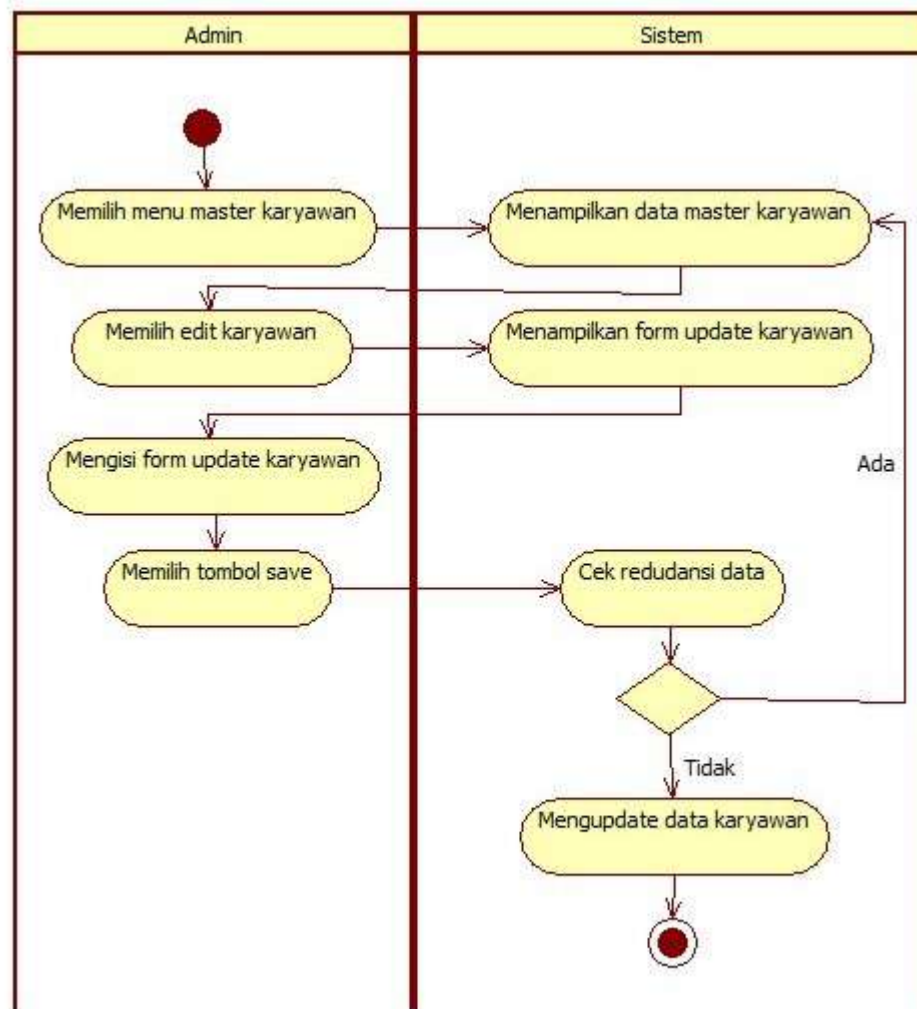 Admin
Sistem
Memilih menu master karyawan
Menampilkan data master karyawan
Memilih edit karyawan
Menampilkan form update karyawan
Mengisi form update karyawan
Ada
Memilih tombol save
Cek redudansi data
Tidak
Mengupdate data karyawan